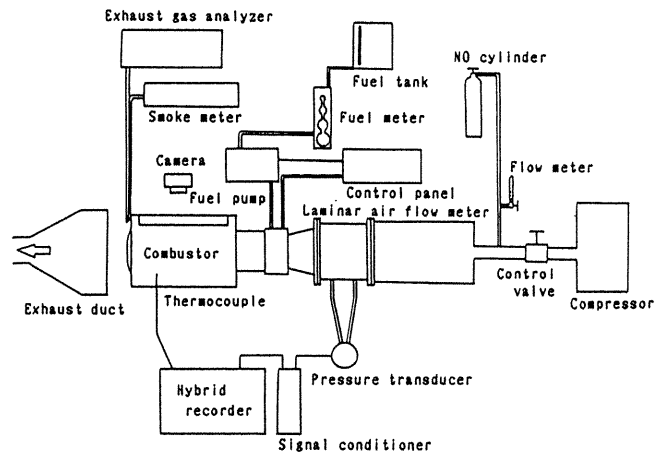 Exhaust gas analyzer
NO cylinder
Fuel tank
Smoke meter
Fuel meter
Camera
Flow meter
Fuel pump
Control panel
Laminar air flow meter
Combustor
Control
valve
Exhaust duct
Thermocouple
Compressor
Pressure transducer
Hybrid
recorder
Signal conditioner